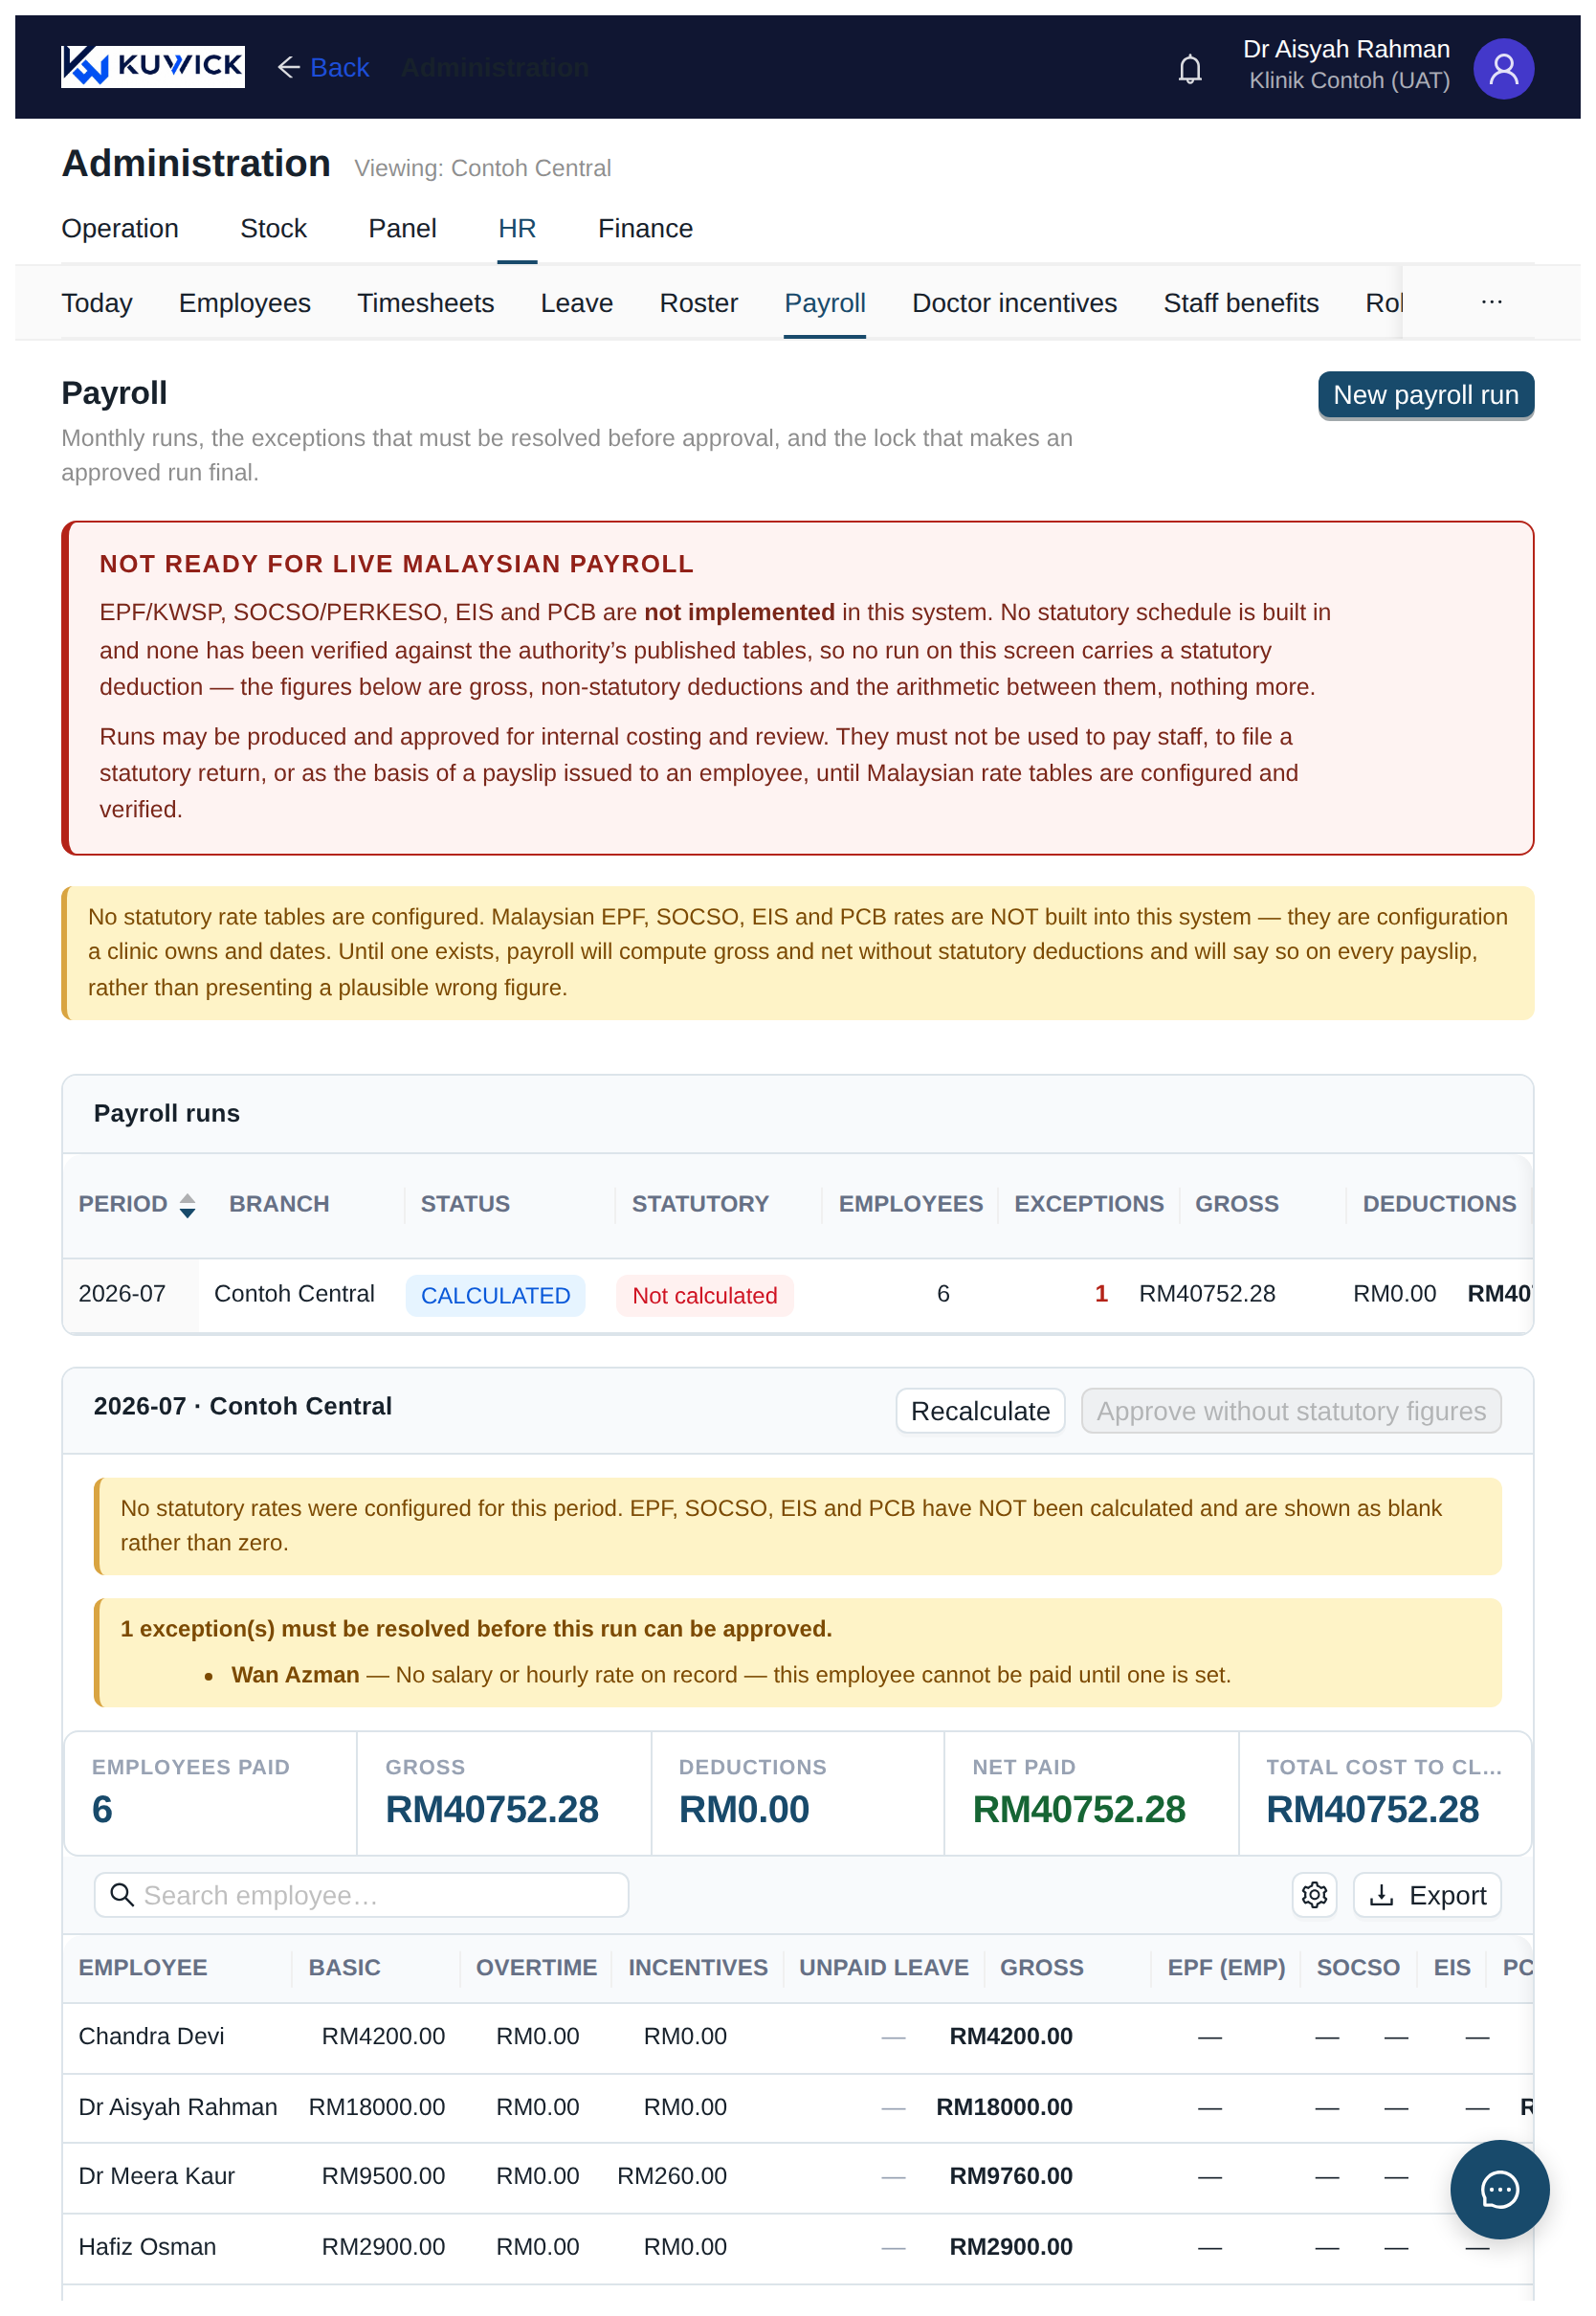 KUWICK
Back
Administration
Dr Aisyah Rahman
Klinik Contoh (UAT)
Administration
Viewing: Contoh Central
Operation Stock Panel HR Finance
Today Employees Timesheets Leave Roster Payroll Doctor incentives Staff benefits Rol ···
Payroll
New payroll run
Monthly runs, the exceptions that must be resolved before approval, and the lock that makes an
approved run final.
NOT READY FOR LIVE MALAYSIAN PAYROLL
EPF/KWSP, SOCSO/PERKESO, EIS and PCB are not implemented in this system. No statutory schedule is built in
and none has been verified against the authority’s published tables, so no run on this screen carries a statutory
deduction — the figures below are gross, non-statutory deductions and the arithmetic between them, nothing more.
Runs may be produced and approved for internal costing and review. They must not be used to pay staff, to file a
statutory return, or as the basis of a payslip issued to an employee, until Malaysian rate tables are configured and
verified.
No statutory rate tables are configured. Malaysian EPF, SOCSO, EIS and PCB rates are NOT built into this system — they are configuration
a clinic owns and dates. Until one exists, payroll will compute gross and net without statutory deductions and will say so on every payslip,
rather than presenting a plausible wrong figure.
Payroll runs
PERIOD BRANCH STATUS STATUTORY EMPLOYEES EXCEPTIONS GROSS DEDUCTIONS
2026-07 Contoh Central CALCULATED Not calculated 6 1 RM40752.28 RM0.00 RM40
2026-07 · Contoh Central
Recalculate
Approve without statutory figures
No statutory rates were configured for this period. EPF, SOCSO, EIS and PCB have NOT been calculated and are shown as blank
rather than zero.
1 exception(s) must be resolved before this run can be approved.
• Wan Azman — No salary or hourly rate on record — this employee cannot be paid until one is set.
EMPLOYEES PAID GROSS DEDUCTIONS NET PAID TOTAL COST TO CL...
6 RM40752.28 RM0.00 RM40752.28 RM40752.28
Search employee…
Export
EMPLOYEE BASIC OVERTIME INCENTIVES UNPAID LEAVE GROSS EPF (EMP) SOCSO EIS PC
Chandra Devi RM4200.00 RM0.00 RM0.00 — RM4200.00 — — — —
Dr Aisyah Rahman RM18000.00 RM0.00 RM0.00 — RM18000.00 — — — — R
Dr Meera Kaur RM9500.00 RM0.00 RM260.00 — RM9760.00 — — —
Hafiz Osman RM2900.00 RM0.00 RM0.00 — RM2900.00 — — — —